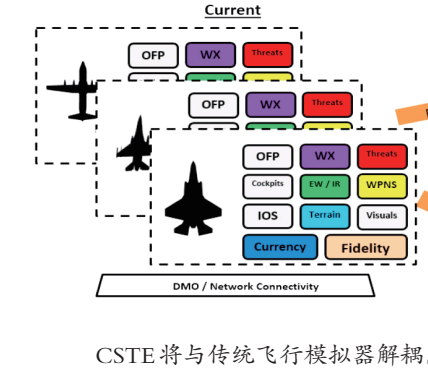 Current
OFP WX Threats
OFP WX Threats
OFP WX Threats
Cockpits EW / IR WPNS
IOS Terrain Visuals
Currency Fidelity
DMO / Network Connectivity
CSTE将与传统飞行模拟器解耦